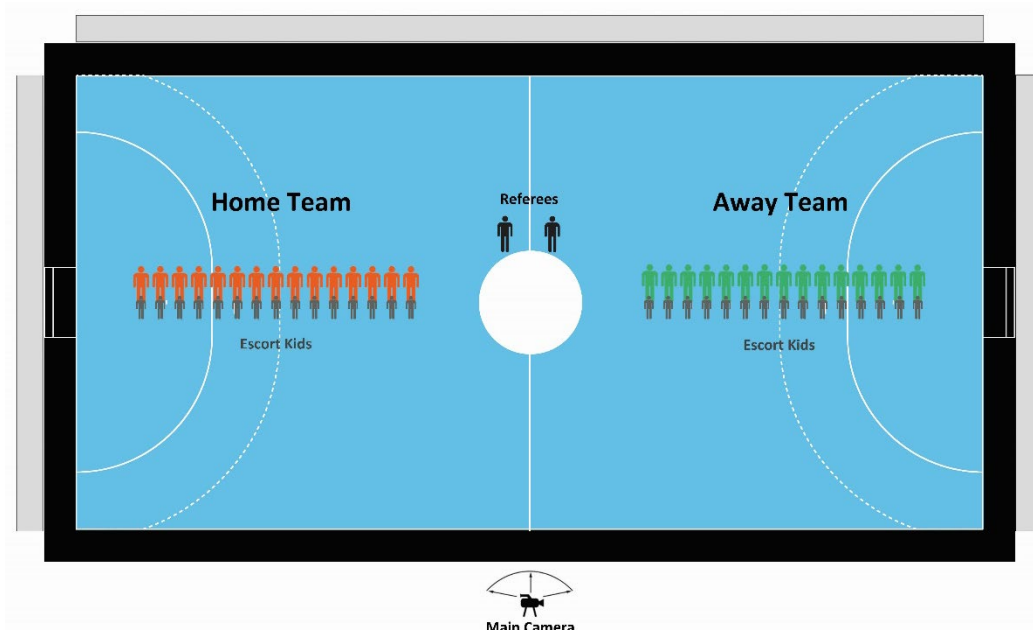 Referees
Home Team
Away Team
Escort Kids
Escort Kids
Main Camera